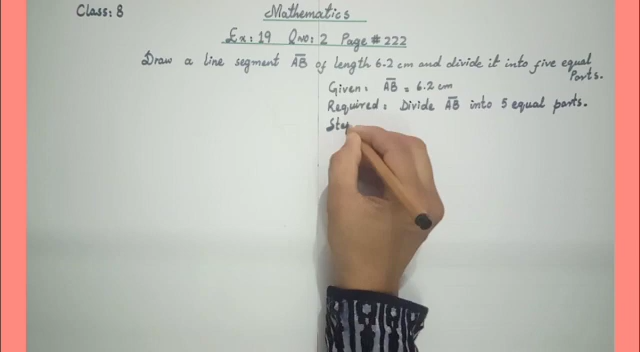 Class: 8
Mathematics
Ex: 19 Q NO: 2 Page # 222
Draw a line segment AB of length 6.2 cm and divide it into five equal
Parts.
Given: AB = 6.2 cm
Required: Divide AB into 5 equal parts.
Step